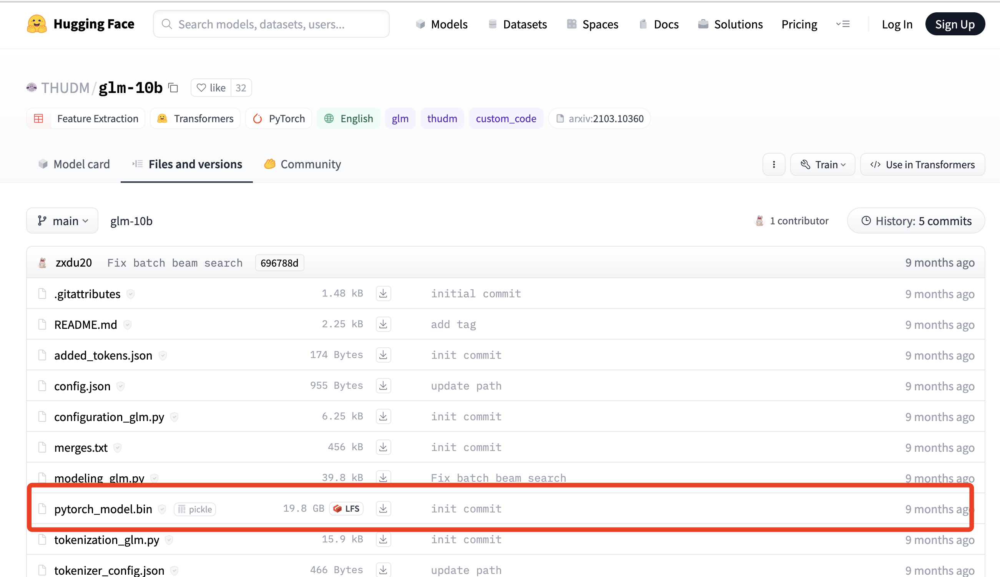 Hugging Face Search models, datasets, users... Models Datasets Spaces Docs Solutions Pricing Log In Sign Up
THUDM/glm-10b like 32
Feature Extraction Transformers PyTorch English glm thudm custom_code arxiv:2103.10360
Model card Files and versions Community Train Use in Transformers
main glm-10b 1 contributor History: 5 commits
zxdu20 Fix batch beam search 696788d 9 months ago
.gitattributes 1.48 kB initial commit 9 months ago
README.md 2.25 kB add tag 9 months ago
added_tokens.json 174 Bytes init commit 9 months ago
config.json 955 Bytes update path 9 months ago
configuration_glm.py 6.25 kB init commit 9 months ago
merges.txt 456 kB init commit 9 months ago
modeling_glm.py 39.8 kB Fix batch beam search 9 months ago
pytorch_model.bin pickle 19.8 GB LFS init commit 9 months ago
tokenization_glm.py 15.9 kB init commit 9 months ago
tokenizer_config.json 466 Bytes update path 9 months ago